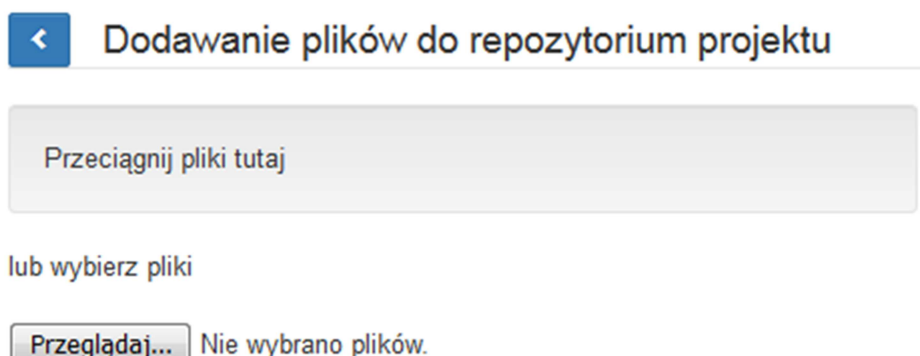 Dodawanie plików do repozytorium projektu
Przeciągnij pliki tutaj
lub wybierz pliki
Przeglądaj... Nie wybrano plików.